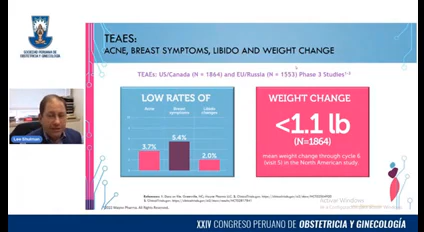 SOCIEDAD PERUANA DE
OBSTETRICIA Y GINECOLOGÍA
TEAES:
ACNE, BREAST SYMPTOMS, LIBIDO AND WEIGHT CHANGE
TEAEs: US/Canada (N = 1864) and EU/Russia (N = 1553) Phase 3 Studies
LOW RATES OF
Acne
Breast
symptoms
Libido
changes
3.7%
5.4%
2.0%
WEIGHT CHANGE
<1.1 lb
(N=1864)
mean weight change through cycle 6
(visit 5) in the North American study.
Activar Windows
XXIV CONGRESO PERUANO DE OBSTETRICIA Y GINECOLOGÍA